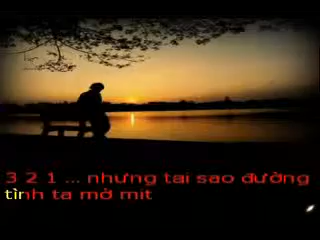 3 2 1 ... nhưng tại sao đường
tình ta mờ mịt